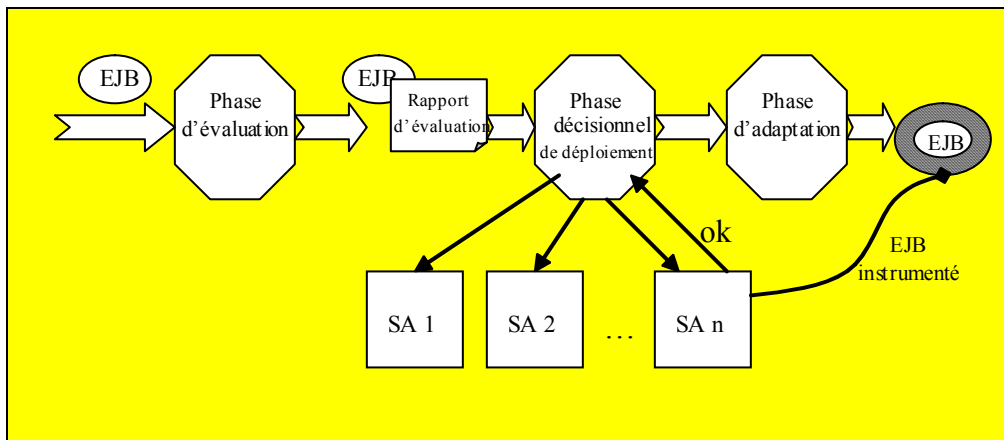 EJB
Phase
d'évaluation
EJB
Rapport
d'évaluation
Phase
décisionnel
de déploiement
Phase
d'adaptation
EJB
ok
EJB
instrumenté
SA 1
SA 2
...
SA n